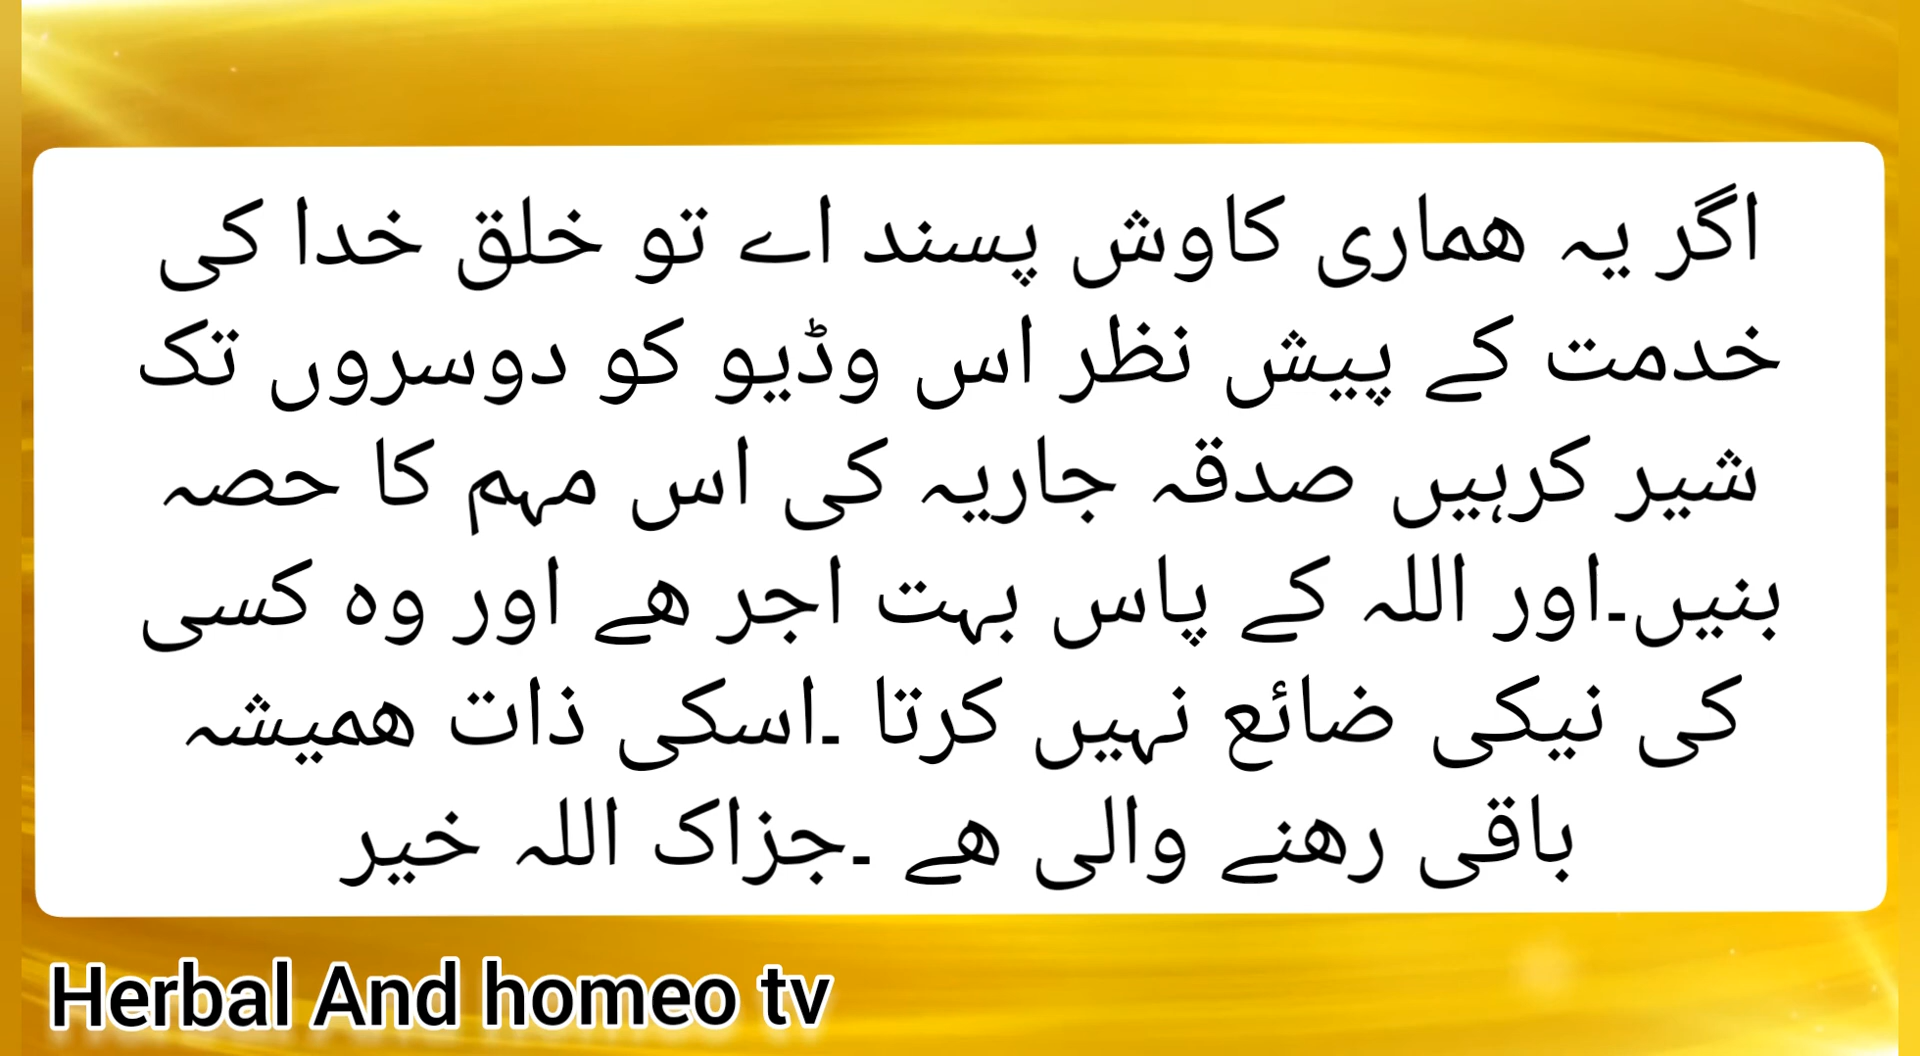 اگر یہ ھماری کاوش پسند اے تو خلق خدا کی
خدمت کے پیش نظر اس وڈیو کو دوسروں تک
شیر کرہیں صدقہ جاریہ کی اس مہم کا حصہ
بنیں۔اور اللہ کے پاس بہت اجر ھے اور وہ کسی
کی نیکی ضائع نہیں کرتا ۔اسکی ذات ھمیشہ
باقی رھنے والی ھے ۔جزاک اللہ خیر
Herbal And homeo tv